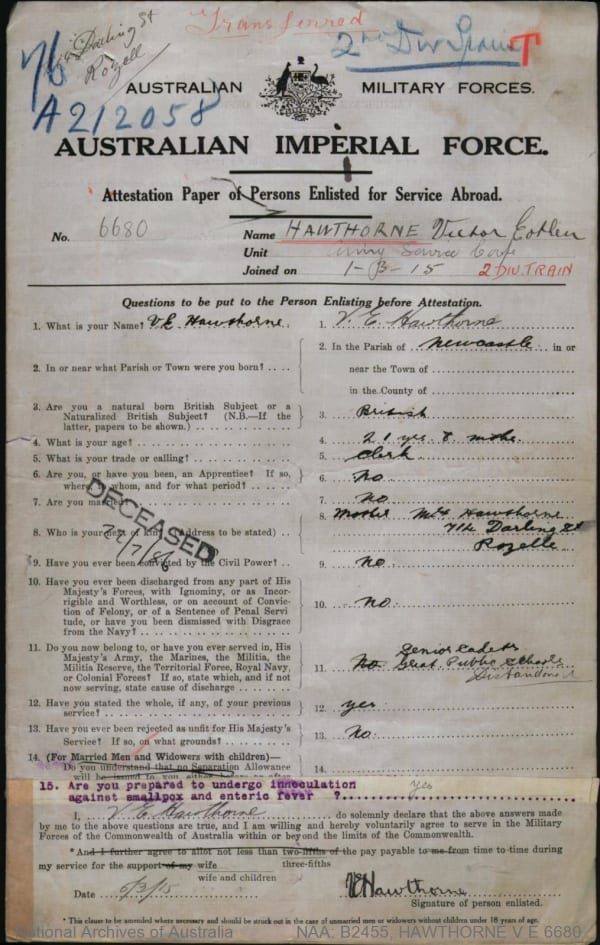 Transferred
76
714 Darling St
Rozell
2nd Div
T
A212058
AUSTRALIAN MILITARY FORCES.
AUSTRALIAN IMPERIAL FORCE.
Attestation Paper of Persons Enlisted for Service Abroad.
No. 6680 Name HAWTHORNE Victor
Unit Army Service Corps
Joined on 1-3-15 2 DIV. TRAIN
Questions to be put to the Person Enlisting before Attestation.
1. What is your Name? V.E. Hawthorne. 1. V. E. Hawthorne
2. In or near what Parish or Town were you born? .... 2. In the Parish of Newcastle in or
near the Town of
in the County of
3. Are you a natural born British Subject or a
Naturalized British Subject? (N.B.—If the
latter, papers to be shown.) 3. British
4. What is your age? 4. 21 yrs 8 mths.
5. What is your trade or calling? 5. Clerk
6. Are you, or have you been, an Apprentice? If so,
where, to whom, and for what period? 6. No
7. Are you married? 7. No
8. Who is your next of kin? (Address to be stated) .. 8. Mother Mrs Hawthorne
714 Darling St
Rozelle
DECEASED
9. Have you ever been convicted by the Civil Power? .. 9. No.
10. Have you ever been discharged from any part of His
Majesty's Forces, with Ignominy, or as Incor-
rigible and Worthless, or on account of Convic-
tion of Felony, or of a Sentence of Penal Servi
tude, or have you been Dismissed with Disgrace
from the Navy? 10. No.
11. Do you now belong to, or have you ever served in, His
Majesty's Army, the Marines, the Militia, the
Militia Reserve, the Territorial Force, Royal Navy,
or Colonial Forces? If so, state which, and if not
now serving, state cause of discharge 11. No. Senior Cadets
Great Public Schools
12. Have you stated the whole, if any, of your previous
service? 12. yes
13. Have you ever been rejected as unfit for His Majesty's
Service? If so, on what grounds? 13. No.
14. (For Married Men and Widowers with children)— 14.
Do you understand that no Separation Allowance
15. Are you prepared to undergo innoculation yes
against smallpox and enteric fever ?
I, V. E. Hawthorne do solemnly declare that the above answers made
by me to the above questions are true, and I am willing and hereby voluntarily agree to serve in the Military
Forces of the Commonwealth of Australia within or beyond the limits of the Commonwealth.
*And I further agree to allot not less than two-fifths of the pay payable to me from time to time during
three-fifths
my service for the support of my wife
wife and children
Date 6/3/15 V E Hawthorne
Signature of person enlisted.
* This clause to be amended where necessary and should be struck out in the case of unmarried men or widowers without children under 18 years of age.
National Archives of Australia NAA: B2455, HAWTHORNE V E 6680